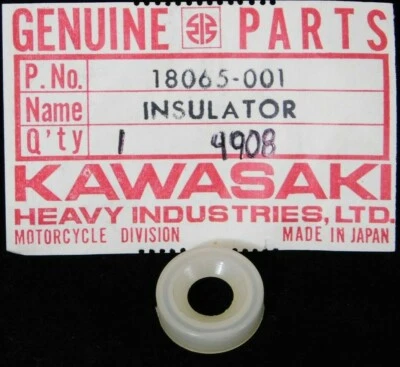 GENUINE PARTS
P.No. 18065-001
Name INSULATOR
Q'ty 1 4908
KAWASAKI
HEAVY INDUSTRIES, LTD.
MOTORCYCLE DIVISION MADE IN JAPAN